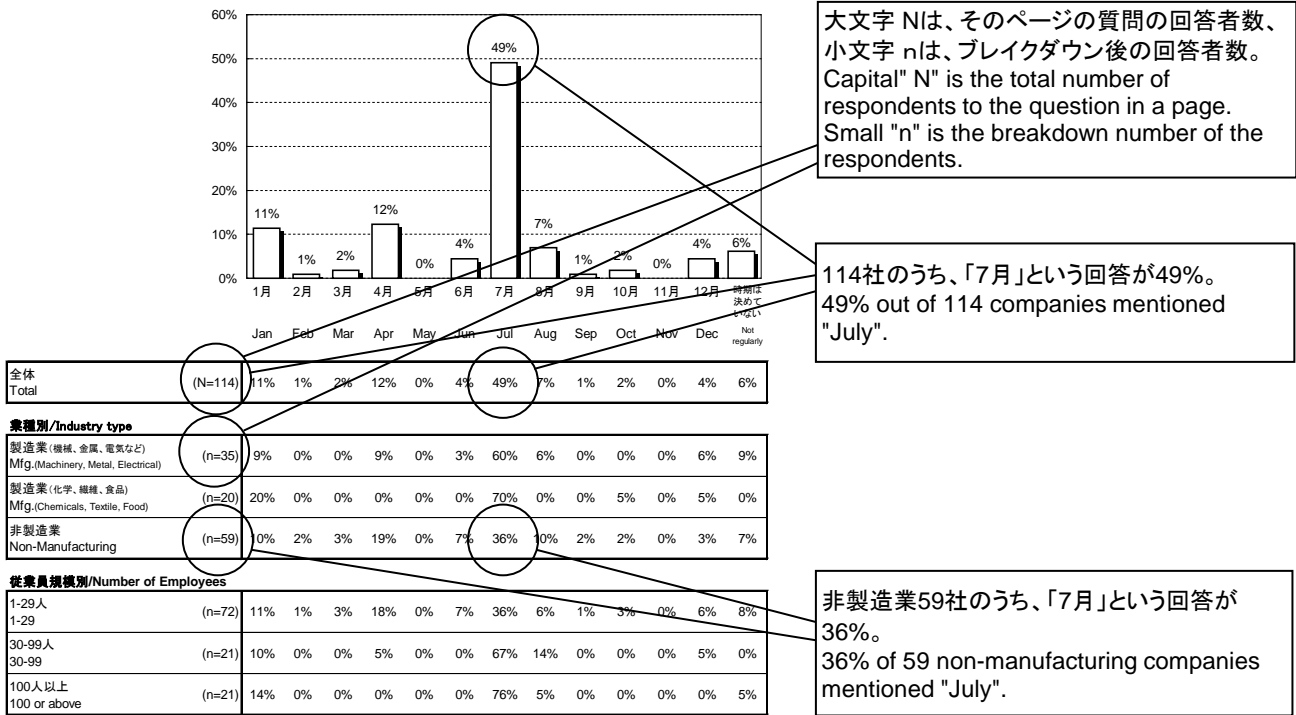 60%
50%
40%
30%
20%
10%
0%
11%
1%
2%
12%
0%
4%
49%
7%
1%
2%
0%
4%
6%
1月 2月 3月 4月 5月 6月 7月 8月 9月 10月 11月 12月 時期は
決めて
いない
Jan Feb Mar Apr May Jun Jul Aug Sep Oct Nov Dec Not
regularly
全体
Total (N=114) 11% 1% 2% 12% 0% 4% 49% 7% 1% 2% 0% 4% 6%
業種別/Industry type
製造業(機械、金属、電気など)
Mfg.(Machinery, Metal, Electrical) (n=35) 9% 0% 0% 9% 0% 3% 60% 6% 0% 0% 0% 6% 9%
製造業(化学、繊維、食品)
Mfg.(Chemicals, Textile, Food) (n=20) 20% 0% 0% 0% 0% 0% 70% 0% 0% 5% 0% 5% 0%
非製造業
Non-Manufacturing (n=59) 10% 2% 3% 19% 0% 7% 36% 10% 2% 2% 0% 3% 7%
従業員規模別/Number of Employees
1-29人
1-29 (n=72) 11% 1% 3% 18% 0% 7% 36% 6% 1% 3% 0% 6% 8%
30-99人
30-99 (n=21) 10% 0% 0% 5% 0% 0% 67% 14% 0% 0% 0% 5% 0%
100人以上
100 or above (n=21) 14% 0% 0% 0% 0% 0% 76% 5% 0% 0% 0% 0% 5%
大文字 Nは、そのページの質問の回答者数、
小文字 nは、ブレイクダウン後の回答者数。
Capital" N" is the total number of
respondents to the question in a page.
Small "n" is the breakdown number of the
respondents.
114社のうち、「7月」という回答が49%。
49% out of 114 companies mentioned
"July".
非製造業59社のうち、「7月」という回答が
36%。
36% of 59 non-manufacturing companies
mentioned "July".